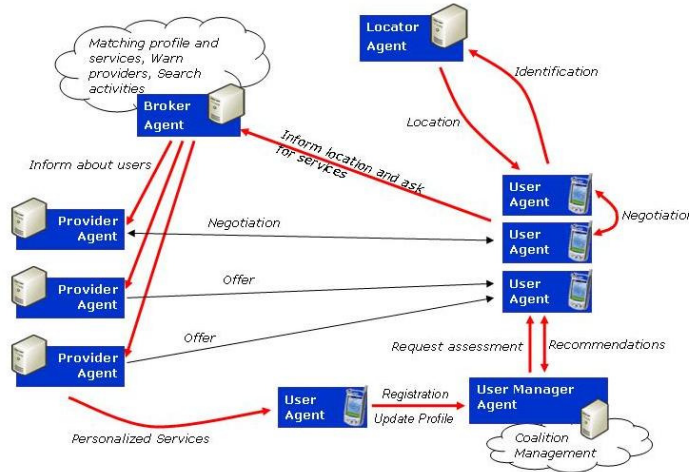 Matching profile and
services, Warn
providers, Search
activities
Broker
Agent
Locator
Agent
Identification
Location
Inform location and ask
for services
Inform about users
User
Agent
Negotiation
Provider
Agent
Negotiation
User
Agent
Provider
Agent
Offer
User
Agent
Provider
Agent
Offer
Request assessment
Recommendations
Personalized Services
User
Agent
Registration
Update Profile
User Manager
Agent
Coalition
Management